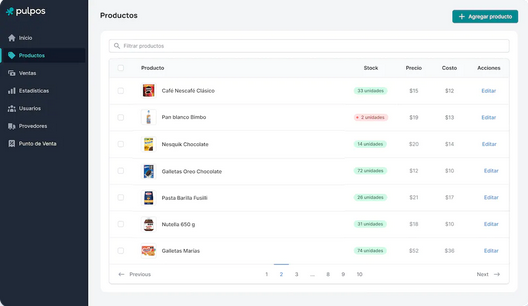 pulpos
Productos
+ Agregar producto
Inicio
Productos
Ventas
Estadísticas
Usuarios
Provedores
Punto de Venta
Filtrar productos
Producto Stock Precio Costo Acciones
Café Nescafé Clásico 33 unidades $15 $12 Editar
Pan blanco Bimbo 2 unidades $19 $13 Editar
Nesquik Chocolate 14 unidades $20 $14 Editar
Galletas Oreo Chocolate 73 unidades $12 $10 Editar
Pasta Barilla Fusilli 26 unidades $21 $17 Editar
Nutella 650 g 31 unidades $18 $10 Editar
Galletas Marías 74 unidades $52 $36 Editar
← Previous 1 2 3 ... 8 9 10 Next →